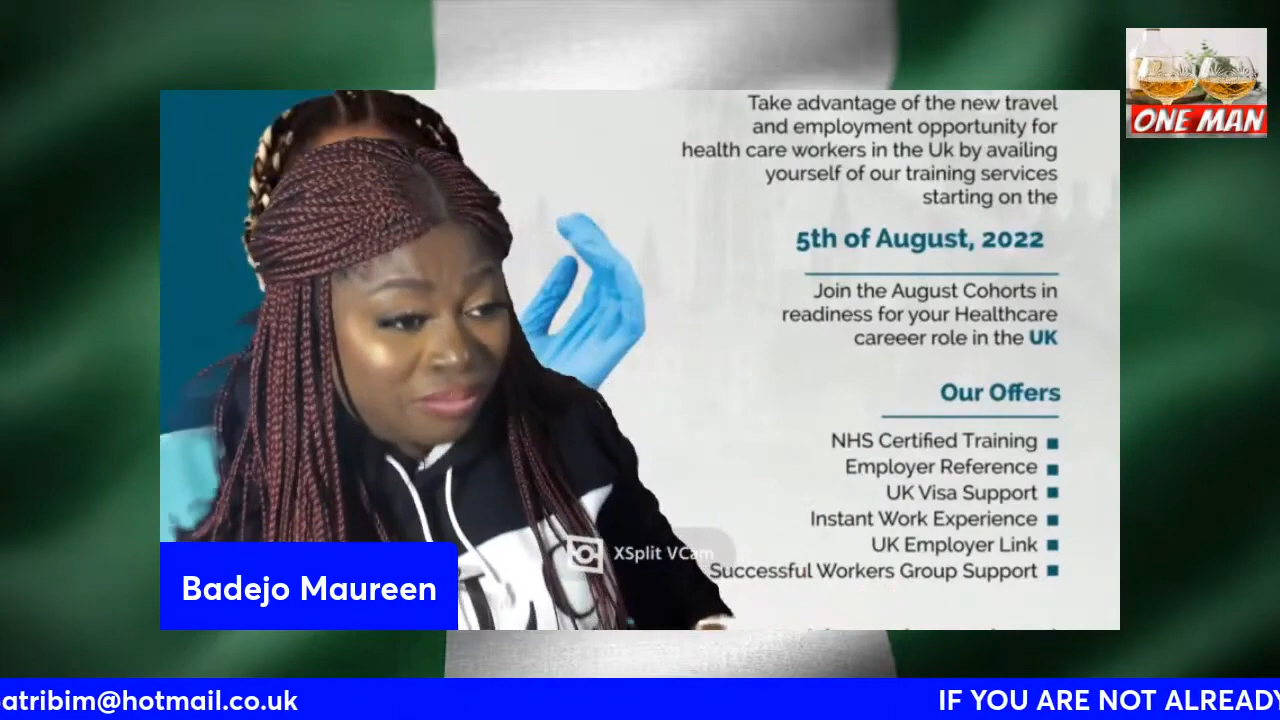 ONE MAN
Take advantage of the new travel
and employment opportunity for
health care workers in the Uk by availing
yourself of our training services
starting on the
5th of August, 2022
Join the August Cohorts in
readiness for your Healthcare
careeer role in the UK
Our Offers
NHS Certified Training
Employer Reference
UK Visa Support
Instant Work Experience
UK Employer Link
Successful Workers Group Support
XSplit VCam
Badejo Maureen
atribim@hotmail.co.uk
IF YOU ARE NOT ALREADY